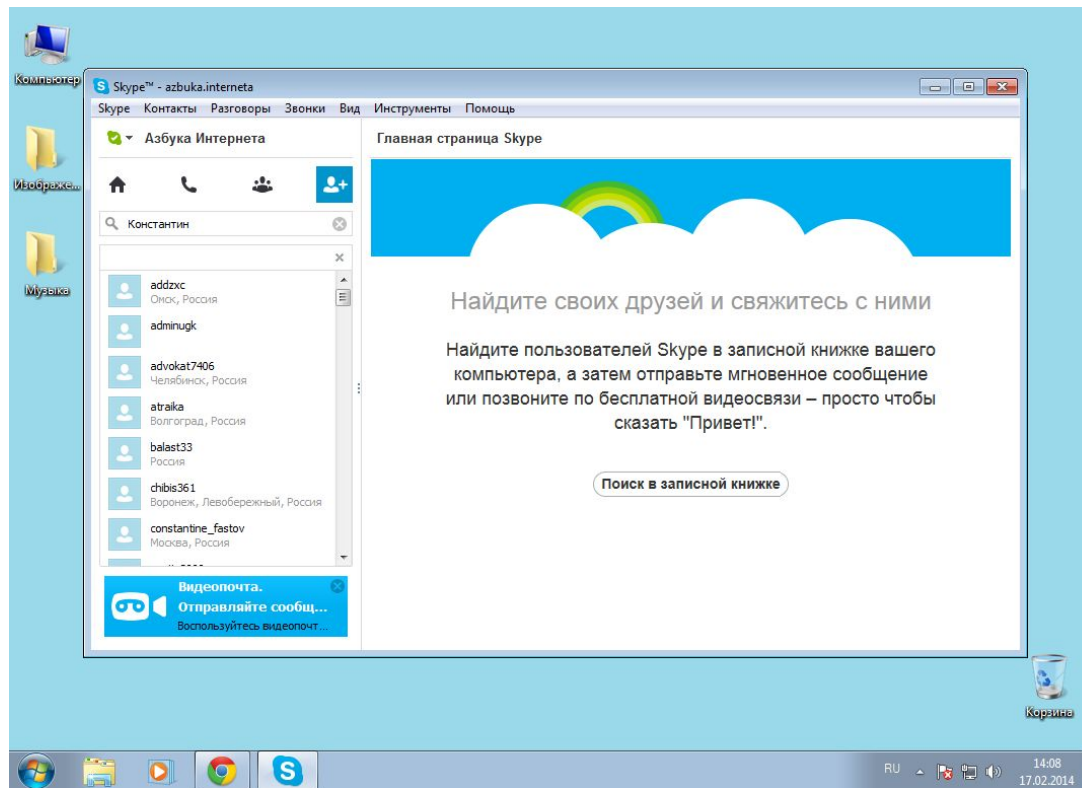 Компьютер
Изображе...
Музыка
Skype™ - azbuka.interneta
Skype Контакты Разговоры Звонки Вид Инструменты Помощь
Азбука Интернета
Константин
addzxc
Омск, Россия
adminugk
advokat7406
Челябинск, Россия
atraika
Волгоград, Россия
balast33
Россия
chibis361
Воронеж, Левобережный, Россия
constantine_fastov
Москва, Россия
Видеопочта.
Отправляйте сообщ...
Воспользуйтесь видеопочт...
Главная страница Skype
Найдите своих друзей и свяжитесь с ними
Найдите пользователей Skype в записной книжке вашего
компьютера, а затем отправьте мгновенное сообщение
или позвоните по бесплатной видеосвязи – просто чтобы
сказать "Привет!".
Поиск в записной книжке
Корзина
RU
14:08
17.02.2014